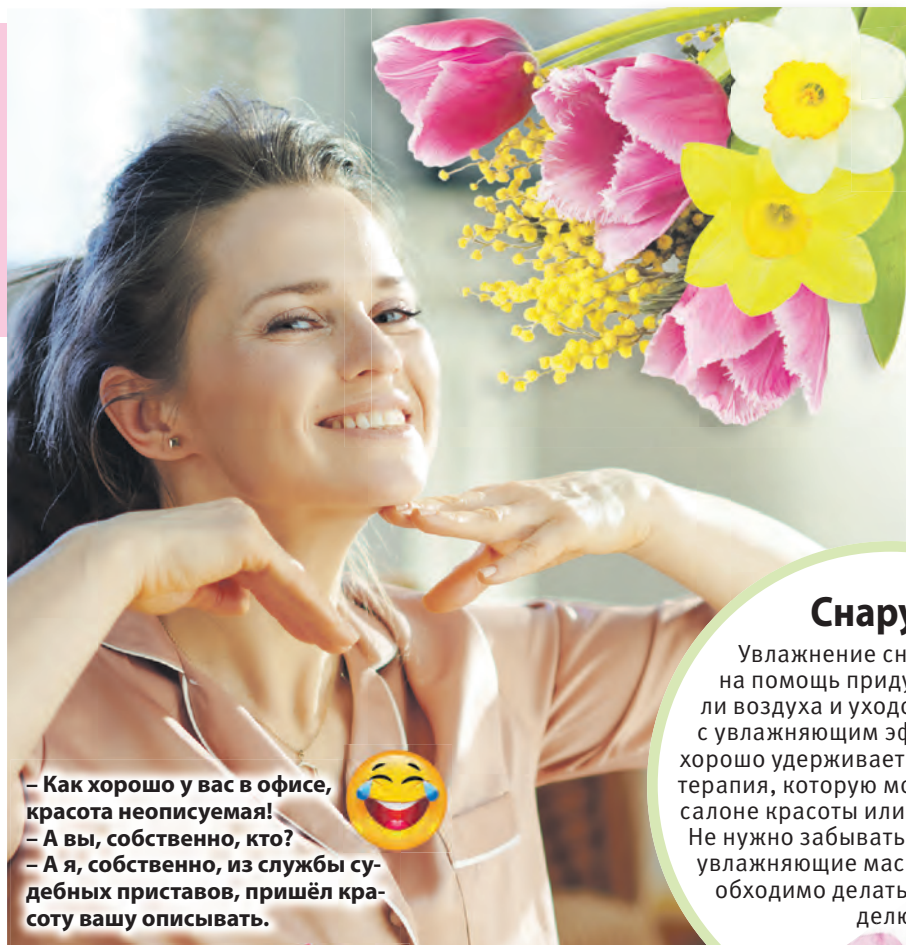 – Как хорошо у вас в офисе,
красота неописуемая!
– А вы, собственно, кто?
– А я, собственно, из службы су-
дебных приставов, пришёл кра-
соту вашу описывать.
Снару
Увлажнение сн
на помощь приду
ли воздуха и уходо
с увлажняющим эф
хорошо удерживает
терапия, которую мо
салоне красоты или
Не нужно забывать
увлажняющие мас
обходимо делать
делю